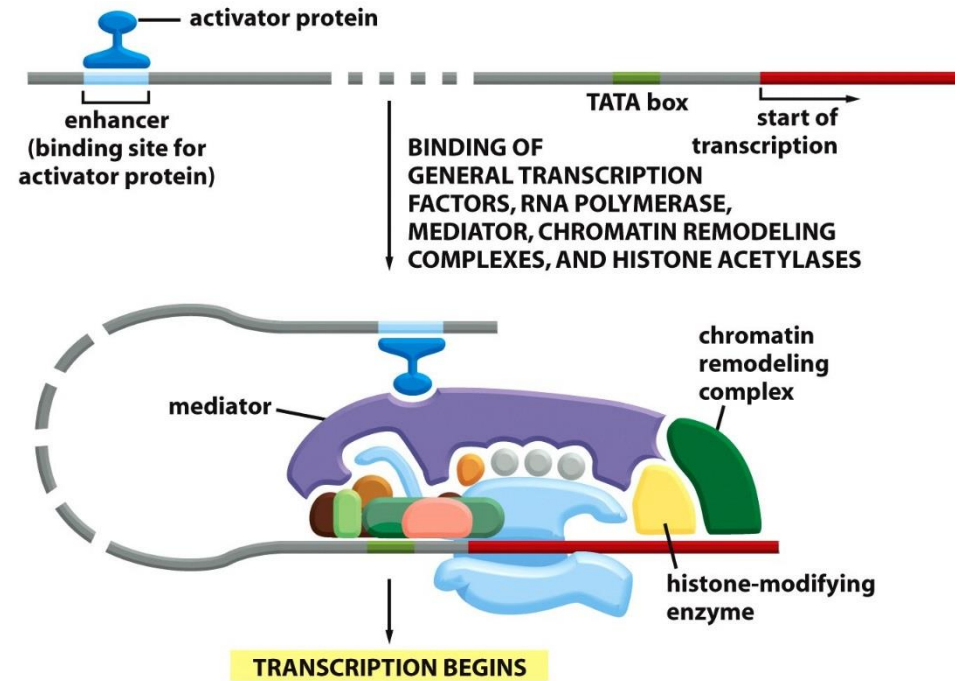 activator protein
enhancer
(binding site for
activator protein)
TATA box
start of
transcription
BINDING OF
GENERAL TRANSCRIPTION
FACTORS, RNA POLYMERASE,
MEDIATOR, CHROMATIN REMODELING
COMPLEXES, AND HISTONE ACETYLASES
chromatin
remodeling
complex
mediator
histone-modifying
enzyme
TRANSCRIPTION BEGINS